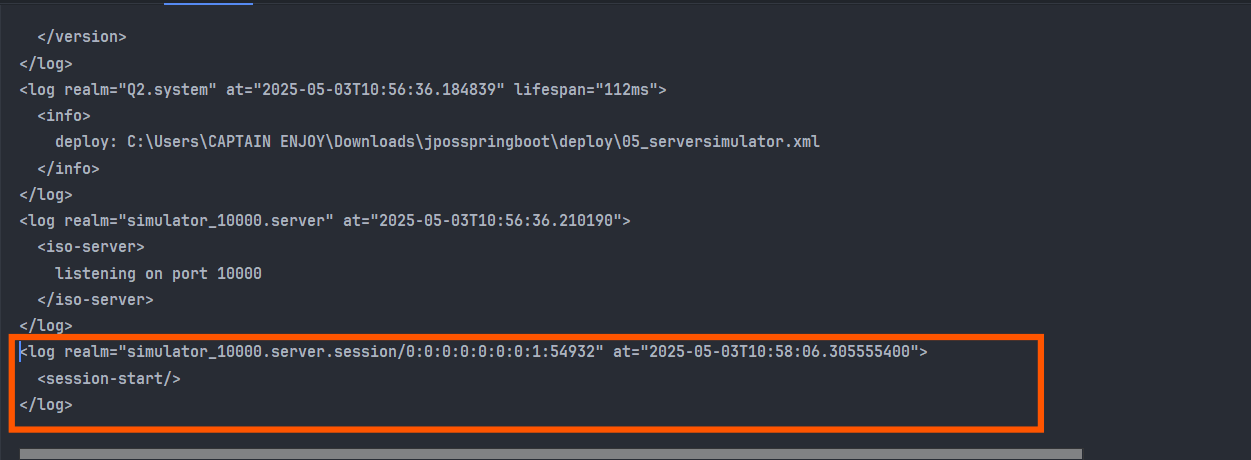 </version>
</log>
<log realm="Q2.system" at="2025-05-03T10:56:36.184839" lifespan="112ms">
<info>
deploy: C:\Users\CAPTAIN ENJOY\Downloads\jposspringboot\deploy\05_serversimulator.xml
</info>
</log>
<log realm="simulator_10000.server" at="2025-05-03T10:56:36.210190">
<iso-server>
listening on port 10000
</iso-server>
</log>
<log realm="simulator_10000.server.session/0:0:0:0:0:0:0:1:54932" at="2025-05-03T10:58:06.305555400">
<session-start/>
</log>